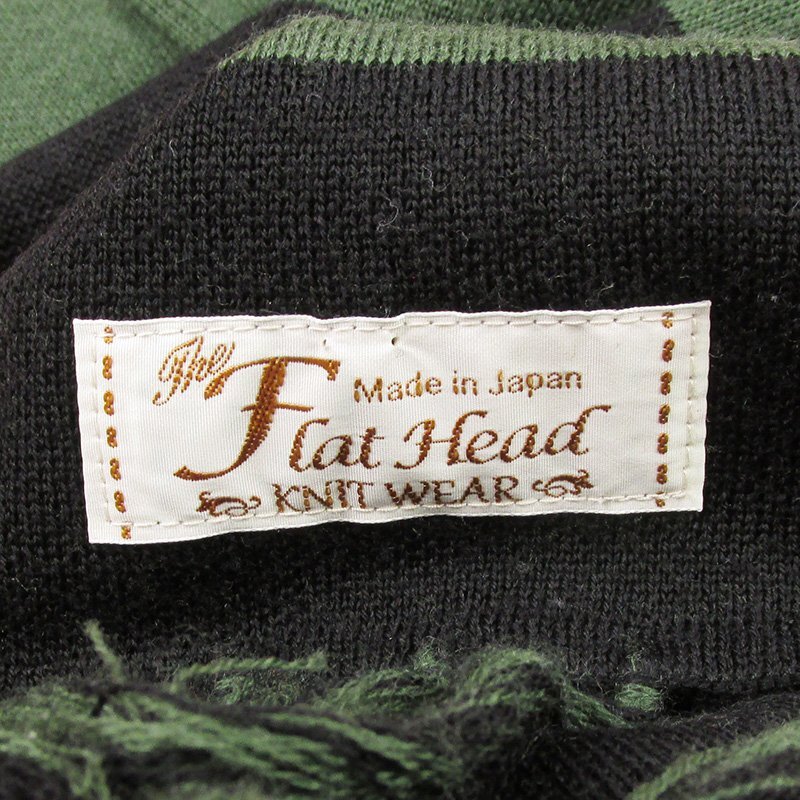 The
Made in Japan
Flat Head
KNIT WEAR